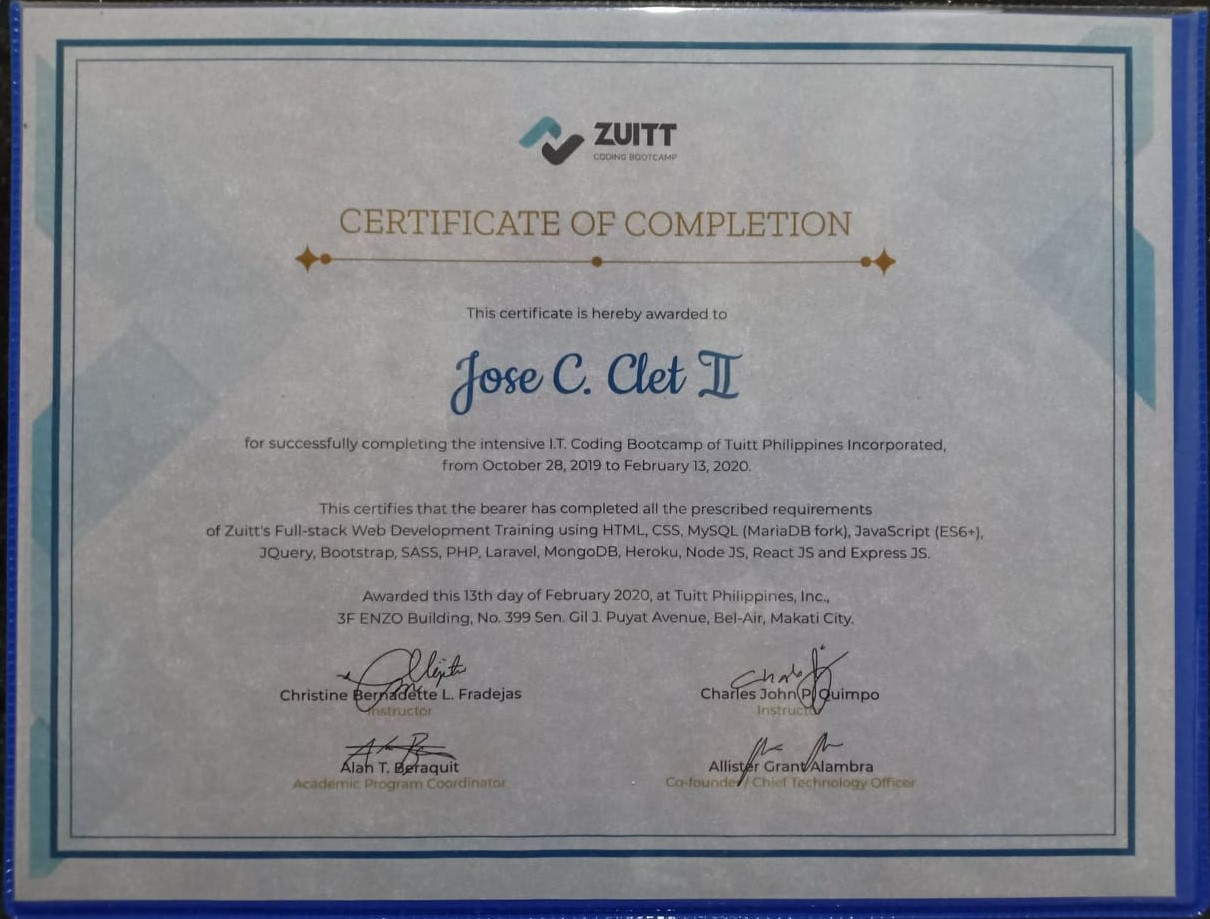 ZUITT
CODING BOOTCAMP
CERTIFICATE OF COMPLETION
This certificate is hereby awarded to
Jose C. Clet II
for successfully completing the intensive I.T. Coding Bootcamp of Tuitt Philippines Incorporated,
from October 28, 2019 to February 13, 2020.
This certifies that the bearer has completed all the prescribed requirements
of Zuitt's Full-stack Web Development Training using HTML, CSS, MySQL (MariaDB fork), JavaScript (ES6+),
JQuery, Bootstrap, SASS, PHP, Laravel, MongoDB, Heroku, Node JS, React JS and Express JS.
Awarded this 13th day of February 2020, at Tuitt Philippines, Inc.,
3F ENZO Building, No. 399 Sen. Gil J. Puyat Avenue, Bel-Air, Makati City.
Christine Bernadette L. Fradejas
Instructor
Charles John P. Quimpo
Instructor
Alan T. Beraquit
Academic Program Coordinator
Allister Grant Alambra
Co-founder / Chief Technology Officer